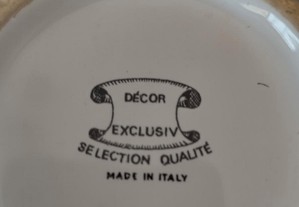 DÉCOR
EXCLUSIV
SELECTION QUALITÉ
MADE IN ITALY